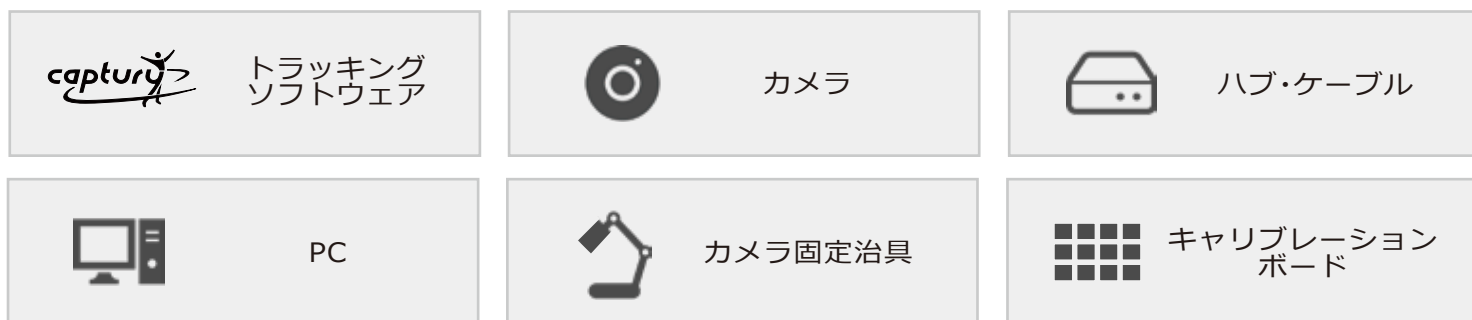 captury
トラッキング
ソフトウェア
カメラ
ハブ・ケーブル
PC
カメラ固定治具
キャリブレーション
ボード